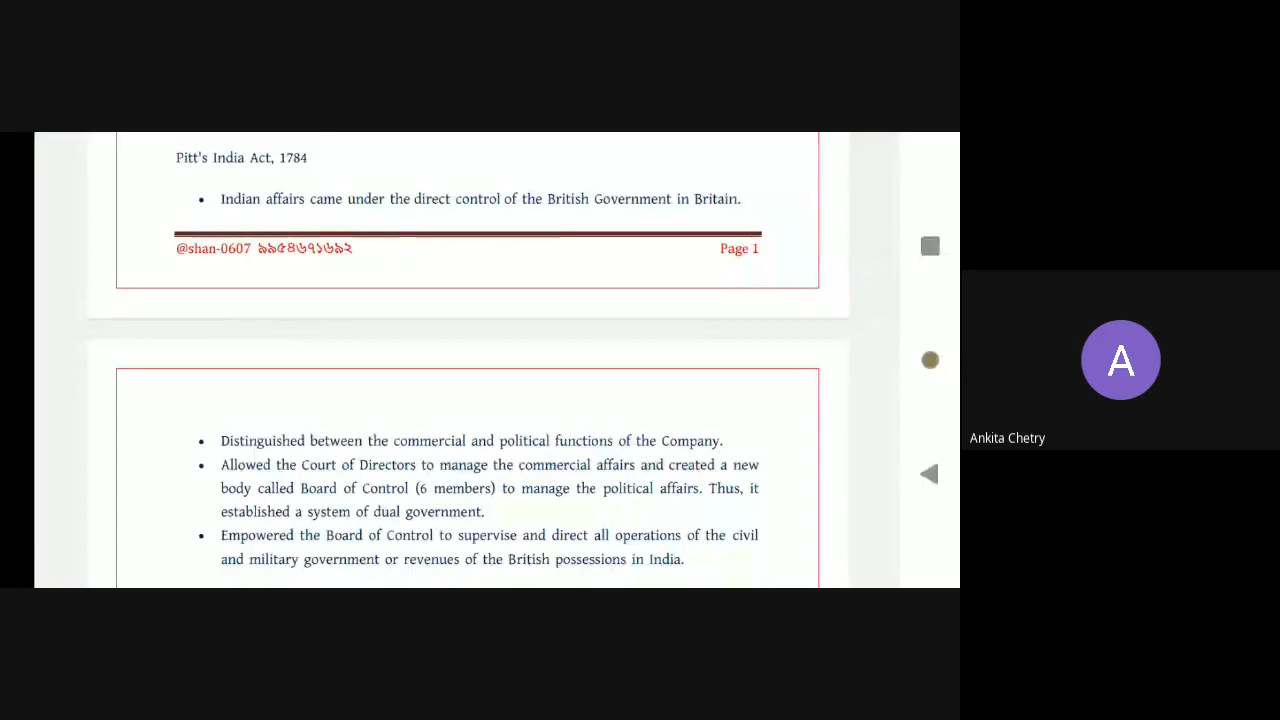 Pitt's India Act, 1784
• Indian affairs came under the direct control of the British Government in Britain.
@shan-0607 ৯৯৫৪৬৭১৬৯২ Page 1
• Distinguished between the commercial and political functions of the Company.
• Allowed the Court of Directors to manage the commercial affairs and created a new
body called Board of Control (6 members) to manage the political affairs. Thus, it
established a system of dual government.
• Empowered the Board of Control to supervise and direct all operations of the civil
and military government or revenues of the British possessions in India.
A
Ankita Chetry